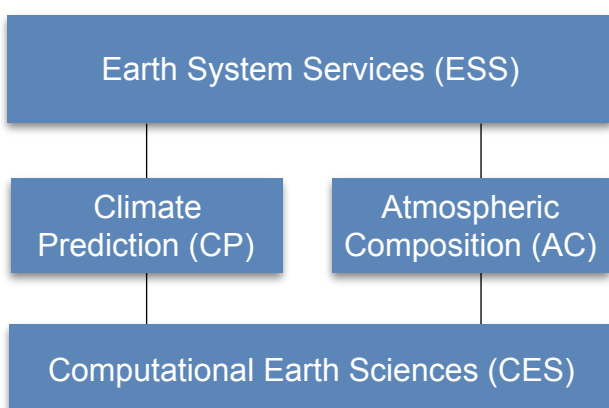 Earth System Services (ESS)
Climate
Prediction (CP)
Atmospheric
Composition (AC)
Computational Earth Sciences (CES)